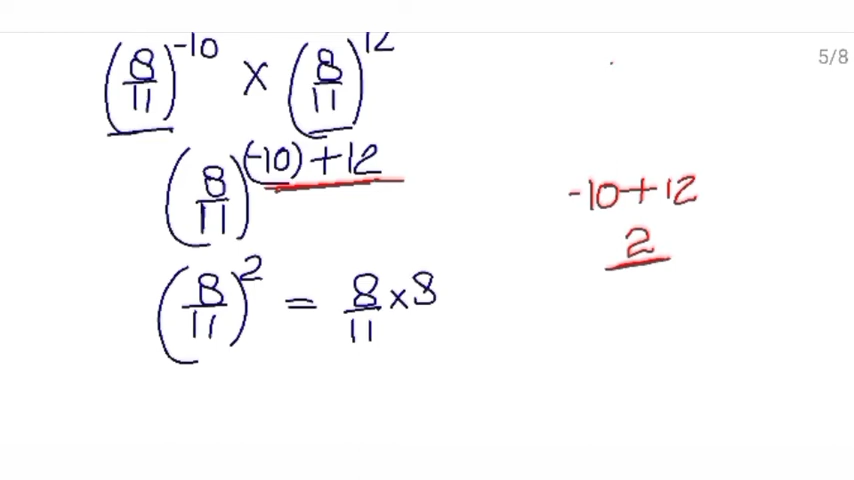 (8/11)^-10 × (8/11)^12
5/8
(8/11)^(-10)+12
-10+12
2
(8/11)^2 = 8/11 × 8